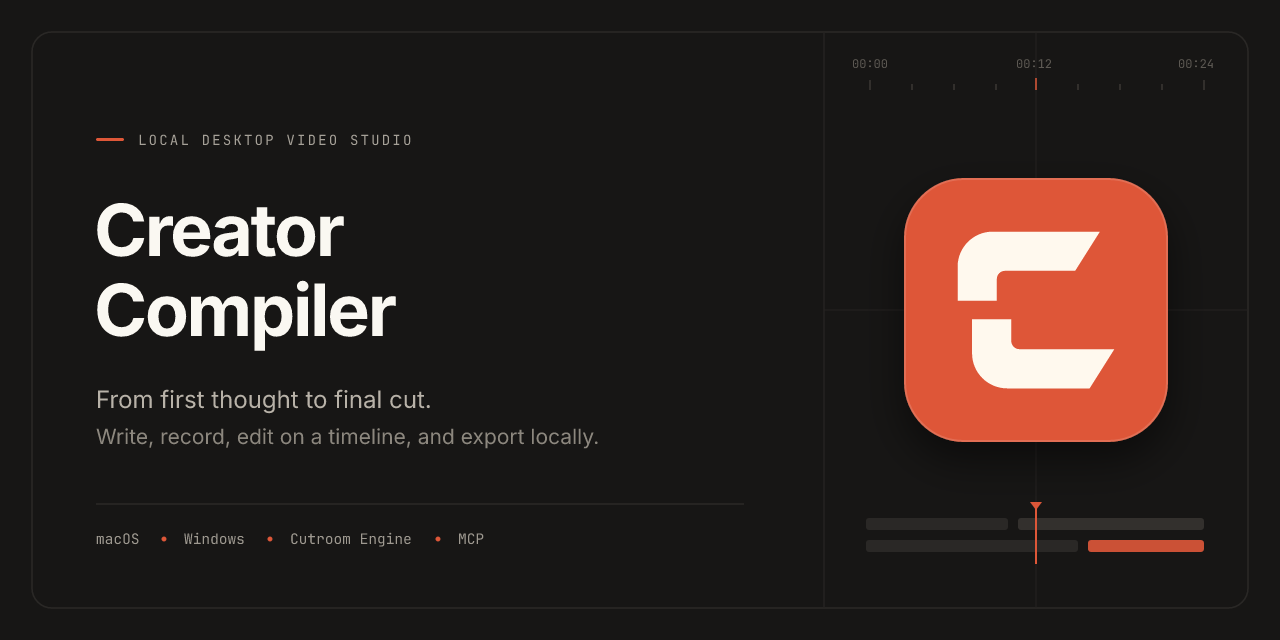 LOCAL DESKTOP VIDEO STUDIO
Creator
Compiler
From first thought to final cut.
Write, record, edit on a timeline, and export locally.
macOS • Windows • Cutroom Engine • MCP
00:00 00:12 00:24